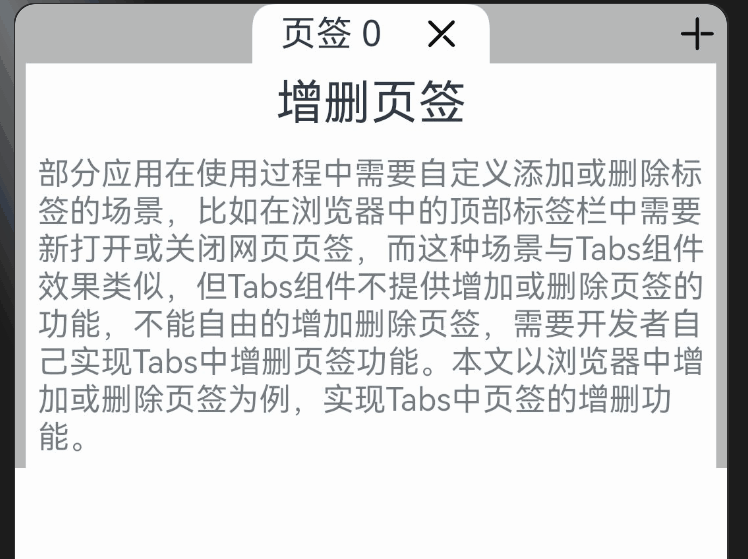 页签 0
增删页签
部分应用在使用过程中需要自定义添加或删除标
签的场景，比如在浏览器中的顶部标签栏中需要
新打开或关闭网页页签，而这种场景与Tabs组件
效果类似，但Tabs组件不提供增加或删除页签的
功能，不能自由的增加删除页签，需要开发者自
己实现Tabs中增删页签功能。本文以浏览器中增
加或删除页签为例，实现Tabs中页签的增删功
能。